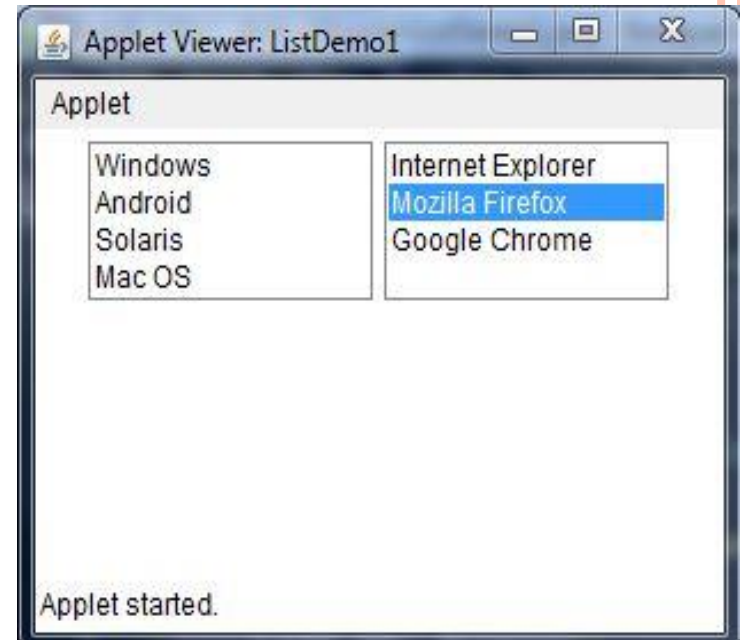 Applet Viewer: ListDemo1
Applet
Windows
Android
Solaris
Mac OS
Internet Explorer
Mozilla Firefox
Google Chrome
Applet started.